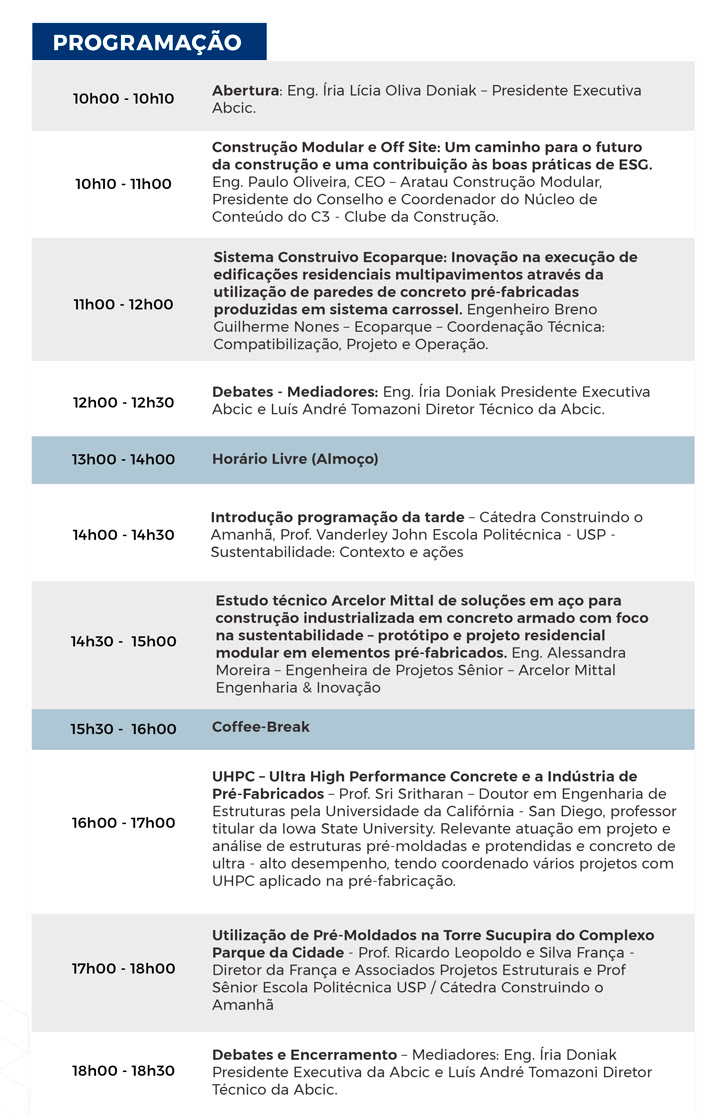 PROGRAMAÇÃO
10h00 - 10h10
Abertura: Eng. Íria Lícia Oliva Doniak – Presidente Executiva
Abcic.
10h10 - 11h00
Construção Modular e Off Site: Um caminho para o futuro
da construção e uma contribuição às boas práticas de ESG.
Eng. Paulo Oliveira, CEO – Aratau Construção Modular,
Presidente do Conselho e Coordenador do Núcleo de
Conteúdo do C3 - Clube da Construção.
11h00 - 12h00
Sistema Construivo Ecoparque: Inovação na execução de
edificações residenciais multipavimentos através da
utilização de paredes de concreto pré-fabricadas
produzidas em sistema carrossel. Engenheiro Breno
Guilherme Nones – Ecoparque – Coordenação Técnica:
Compatibilização, Projeto e Operação.
12h00 - 12h30
Debates - Mediadores: Eng. Íria Doniak Presidente Executiva
Abcic e Luís André Tomazoni Diretor Técnico da Abcic.
13h00 - 14h00
Horário Livre (Almoço)
14h00 - 14h30
Introdução programação da tarde – Cátedra Construindo o
Amanhã, Prof. Vanderley John Escola Politécnica - USP -
Sustentabilidade: Contexto e ações
14h30 - 15h00
Estudo técnico Arcelor Mittal de soluções em aço para
construção industrializada em concreto armado com foco
na sustentabilidade – protótipo e projeto residencial
modular em elementos pré-fabricados. Eng. Alessandra
Moreira – Engenheira de Projetos Sênior – Arcelor Mittal
Engenharia & Inovação
15h30 - 16h00
Coffee-Break
16h00 - 17h00
UHPC – Ultra High Performance Concrete e a Indústria de
Pré-Fabricados – Prof. Sri Sritharan – Doutor em Engenharia de
Estruturas pela Universidade da Califórnia - San Diego, professor
titular da Iowa State University. Relevante atuação em projeto e
análise de estruturas pré-moldadas e protendidas e concreto de
ultra - alto desempenho, tendo coordenado vários projetos com
UHPC aplicado na pré-fabricação.
17h00 - 18h00
Utilização de Pré-Moldados na Torre Sucupira do Complexo
Parque da Cidade - Prof. Ricardo Leopoldo e Silva França -
Diretor da França e Associados Projetos Estruturais e Prof
Sênior Escola Politécnica USP / Cátedra Construindo o
Amanhã
18h00 - 18h30
Debates e Encerramento – Mediadores: Eng. Íria Doniak
Presidente Executiva da Abcic e Luís André Tomazoni Diretor
Técnico da Abcic.